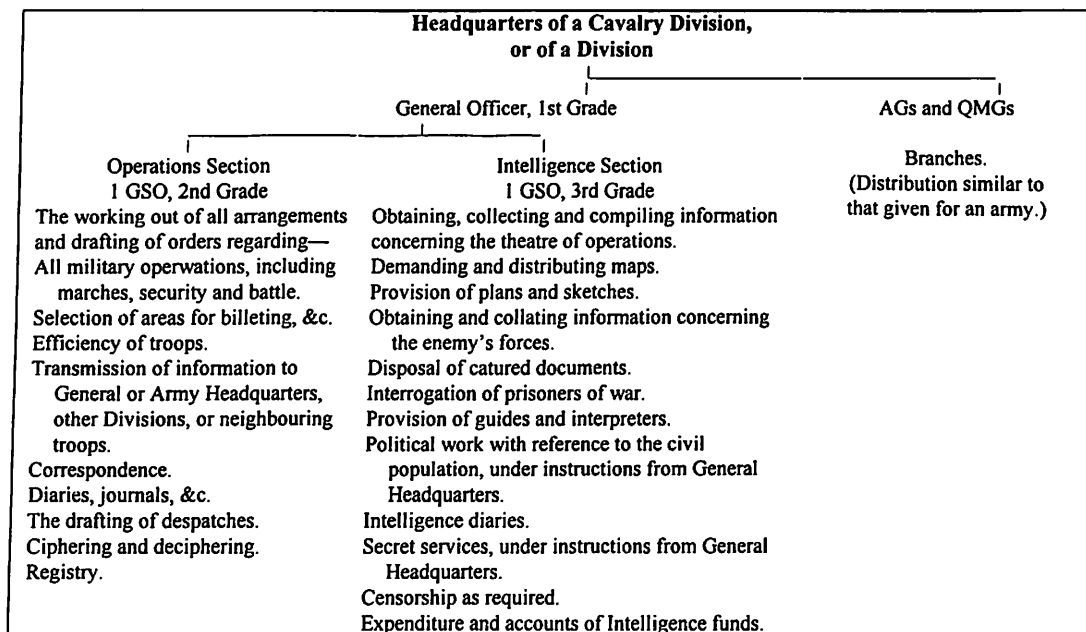 Headquarters of a Cavalry Division,
or of a Division
General Officer, 1st Grade
AGs and QMGs
Operations Section
1 GSO, 2nd Grade
The working out of all arrangements
and drafting of orders regarding—
All military operwations, including
marches, security and battle.
Selection of areas for billeting, &c.
Efficiency of troops.
Transmission of information to
General or Army Headquarters,
other Divisions, or neighbouring
troops.
Correspondence.
Diaries, journals, &c.
The drafting of despatches.
Ciphering and deciphering.
Registry.
Intelligence Section
1 GSO, 3rd Grade
Obtaining, collecting and compiling information
concerning the theatre of operations.
Demanding and distributing maps.
Provision of plans and sketches.
Obtaining and collating information concerning
the enemy's forces.
Disposal of catured documents.
Interrogation of prisoners of war.
Provision of guides and interpreters.
Political work with reference to the civil
population, under instructions from General
Headquarters.
Intelligence diaries.
Secret services, under instructions from General
Headquarters.
Censorship as required.
Expenditure and accounts of Intelligence funds.
Branches.
(Distribution similar to
that given for an army.)